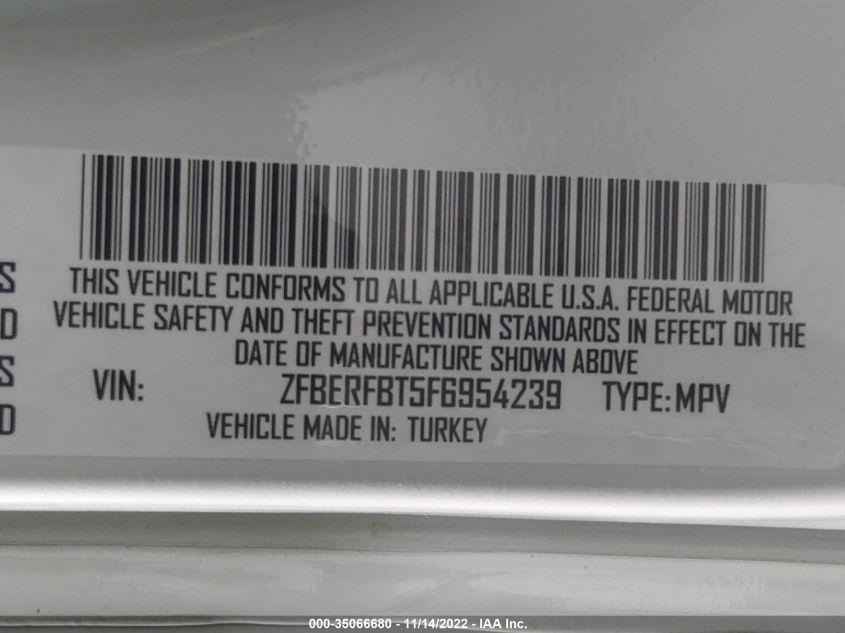 S
D
S
D
THIS VEHICLE CONFORMS TO ALL APPLICABLE U.S.A. FEDERAL MOTOR
VEHICLE SAFETY AND THEFT PREVENTION STANDARDS IN EFFECT ON THE
DATE OF MANUFACTURE SHOWN ABOVE
VIN: ZFBERFBT5F6954239 TYPE: MPV
VEHICLE MADE IN: TURKEY
000-35066680 - 11/14/2022 - IAA Inc.